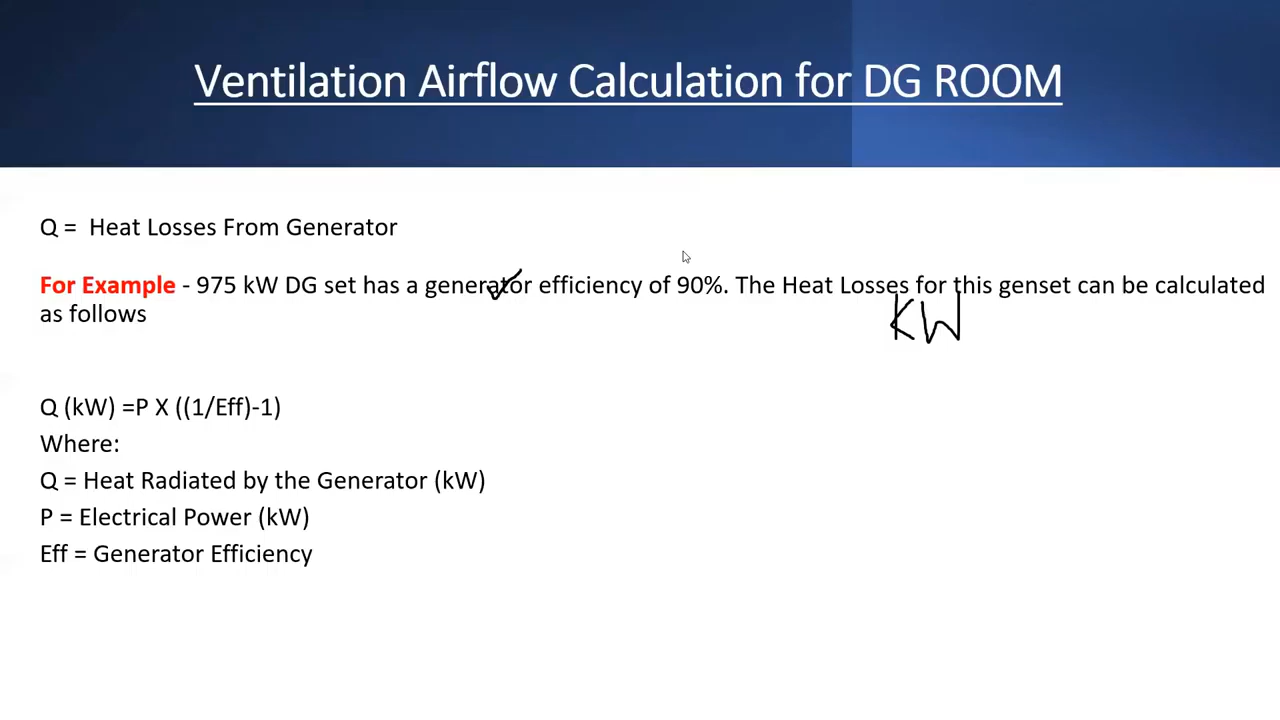 Ventilation Airflow Calculation for DG ROOM
Q = Heat Losses From Generator
For Example - 975 kW DG set has a generator efficiency of 90%. The Heat Losses for this genset can be calculated
as follows
KW
Q (kW) =P X ((1/Eff)-1)
Where:
Q = Heat Radiated by the Generator (kW)
P = Electrical Power (kW)
Eff = Generator Efficiency